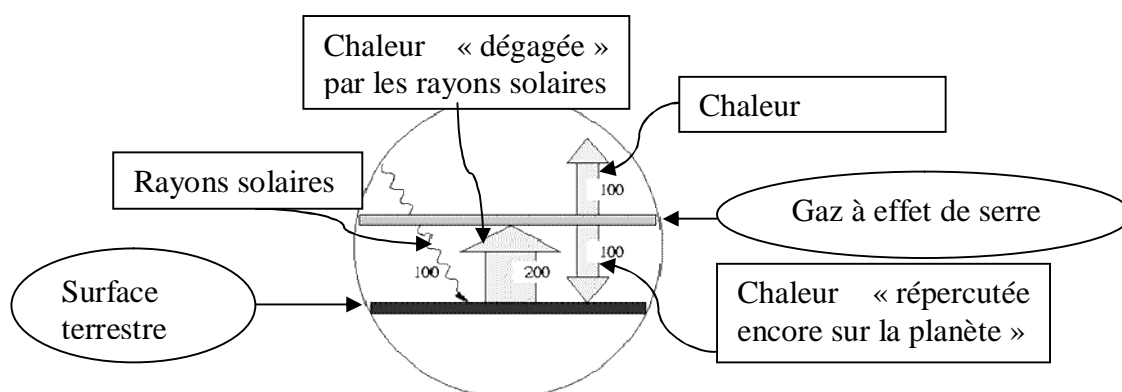 Chaleur « dégagée »
par les rayons solaires
Chaleur
Rayons solaires
100
Gaz à effet de serre
100
200
100
Surface
terrestre
Chaleur « répercutée
encore sur la planète »